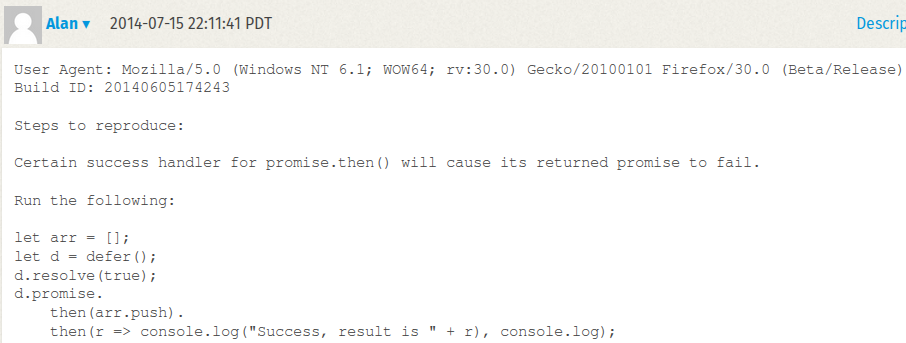 Alan ▾ 2014-07-15 22:11:41 PDT Descrip
User Agent: Mozilla/5.0 (Windows NT 6.1; WOW64; rv:30.0) Gecko/20100101 Firefox/30.0 (Beta/Release)
Build ID: 20140605174243
Steps to reproduce:
Certain success handler for promise.then() will cause its returned promise to fail.
Run the following:
let arr = [];
let d = defer();
d.resolve(true);
d.promise.
then(arr.push).
then(r => console.log("Success, result is " + r), console.log);